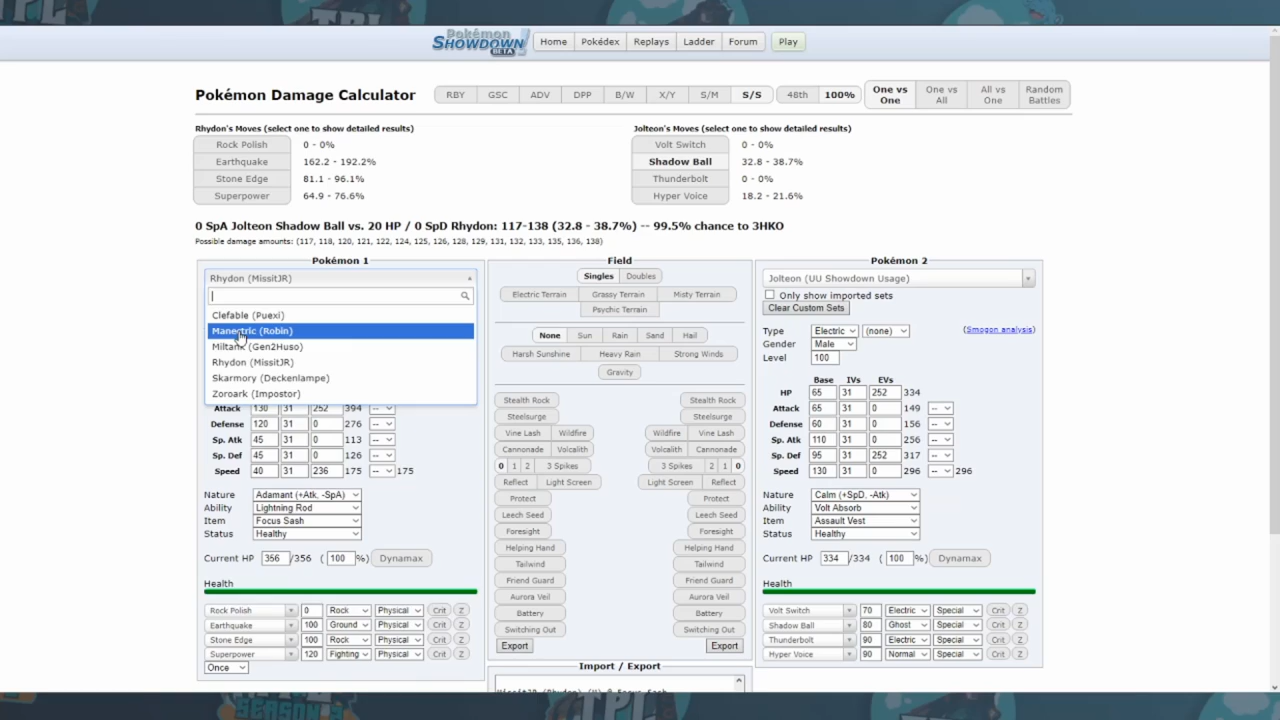 Pokémon
SHOWDOWN!
BETA
Home Pokédex Replays Ladder Forum Play
Pokémon Damage Calculator
RBY GSC ADV DPP B/W X/Y S/M S/S 48th 100% One vs One One vs All All vs One Random Battles
Rhydon's Moves (select one to show detailed results)
Rock Polish 0 - 0%
Earthquake 162.2 - 192.2%
Stone Edge 81.1 - 96.1%
Superpower 64.9 - 76.6%
Jolteon's Moves (select one to show detailed results)
Volt Switch 0 - 0%
Shadow Ball 32.8 - 38.7%
Thunderbolt 0 - 0%
Hyper Voice 18.2 - 21.6%
0 SpA Jolteon Shadow Ball vs. 20 HP / 0 SpD Rhydon: 117-138 (32.8 - 38.7%) -- 99.5% chance to 3HKO
Possible damage amounts: (117, 118, 120, 121, 122, 124, 125, 126, 128, 129, 131, 132, 133, 135, 136, 138)
Pokémon 1
Rhydon (MissitJR)
Clefable (Puexi)
Manectric (Robin)
Miltank (Gen2Huso)
Rhydon (MissitJR)
Skarmory (Deckenlampe)
Zoroark (Impostor)
Attack 130 31 252 394 --
Defense 120 31 0 276 --
Sp. Atk 45 31 0 113 --
Sp. Def 45 31 0 126 --
Speed 40 31 236 175 -- 175
Nature Adamant (+Atk, -SpA)
Ability Lightning Rod
Item Focus Sash
Status Healthy
Current HP 356 /356 ( 100 %) Dynamax
Health
Rock Polish 0 Rock Physical Crit Z
Earthquake 100 Ground Physical Crit Z
Stone Edge 100 Rock Physical Crit Z
Superpower 120 Fighting Physical Crit Z
Once
Field
Singles Doubles
Electric Terrain Grassy Terrain Misty Terrain
Psychic Terrain
None Sun Rain Sand Hail
Harsh Sunshine Heavy Rain Strong Winds
Gravity
Stealth Rock Stealth Rock
Steelsurge Steelsurge
Vine Lash Wildfire Wildfire Vine Lash
Cannonade Volcalith Volcalith Cannonade
0 1 2 3 Spikes 3 Spikes 2 1 0
Reflect Light Screen Light Screen Reflect
Protect Protect
Leech Seed Leech Seed
Foresight Foresight
Helping Hand Helping Hand
Tailwind Tailwind
Friend Guard Friend Guard
Aurora Veil Aurora Veil
Battery Battery
Switching Out Switching Out
Export Export
Import / Export
MissitJR (Rhydon) (M) @ Focus Sash
Pokémon 2
Jolteon (UU Showdown Usage)
Only show imported sets
Clear Custom Sets
Type Electric (none) (Smogon analysis)
Gender Male
Level 100
Base IVs EVs
HP 65 31 252 334
Attack 65 31 0 149 --
Defense 60 31 0 156 --
Sp. Atk 110 31 0 256 --
Sp. Def 95 31 252 317 --
Speed 130 31 0 296 -- 296
Nature Calm (+SpD, -Atk)
Ability Volt Absorb
Item Assault Vest
Status Healthy
Current HP 334 /334 ( 100 %) Dynamax
Health
Volt Switch 70 Electric Special Crit Z
Shadow Ball 80 Ghost Special Crit Z
Thunderbolt 90 Electric Special Crit Z
Hyper Voice 90 Normal Special Crit Z